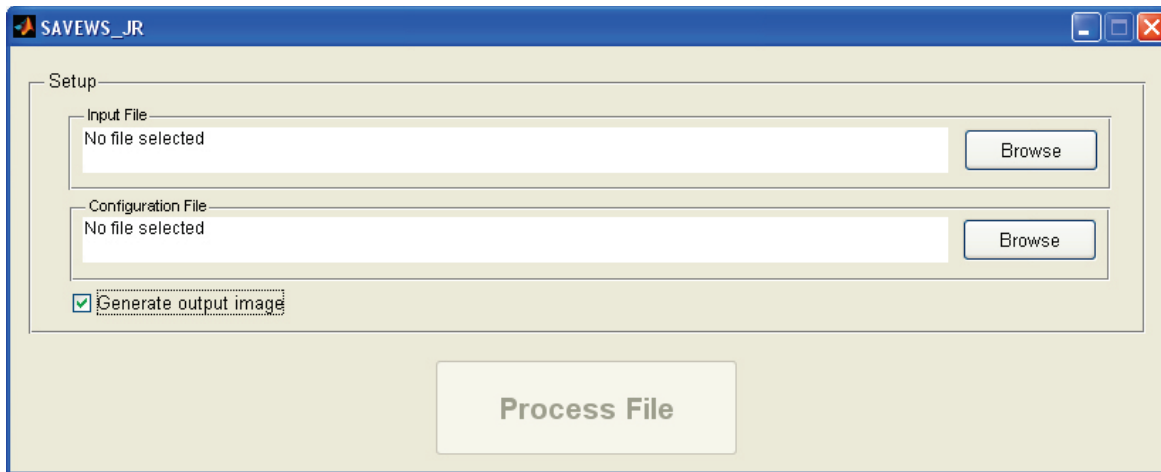 SAVEWS_JR
Setup
Input File
No file selected
Browse
Configuration File
No file selected
Browse
Generate output image
Process File